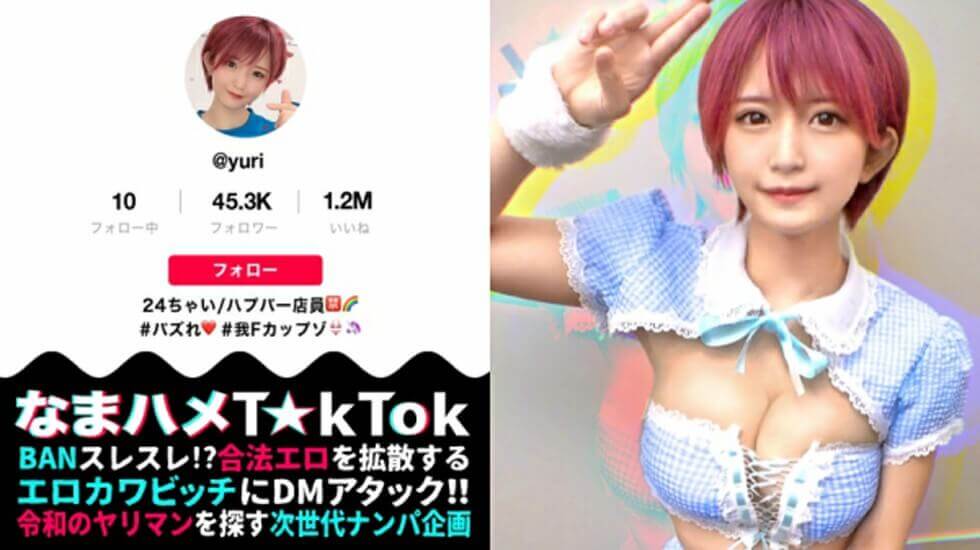 @yuri
10 45.3K 1.2M
フォロー中 フォロワー いいね
フォロー
24ちゃい/ハプバー店員🈲🌈
#バズれ❤️ #我Fカップゾ👙🦄
なまハメT★kTok
BANスレスレ!?合法エロを拡散する
エロカワビッチにDMアタック!!
令和のヤリマンを探す次世代ナンパ企画